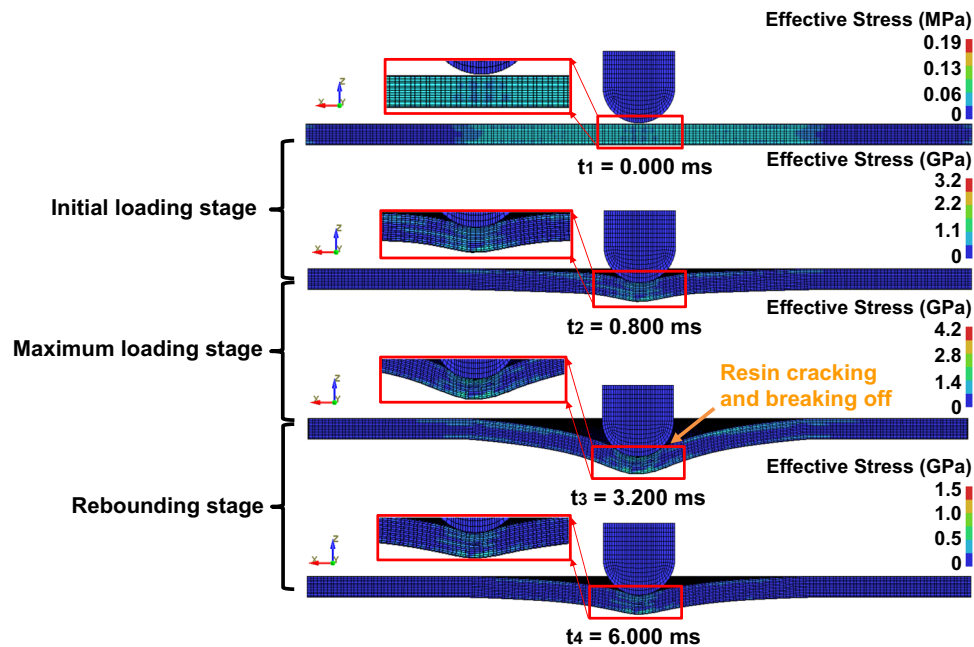 Effective Stress (MPa)
0.19
0.13
0.06
0
Z
X
Y
t1 = 0.000 ms
Initial loading stage
Effective Stress (GPa)
3.2
2.2
1.1
0
Z
X
Y
t2 = 0.800 ms
Maximum loading stage
Effective Stress (GPa)
4.2
2.8
1.4
0
Z
X
Y
Resin cracking
and breaking off
t3 = 3.200 ms
Rebounding stage
Effective Stress (GPa)
1.5
1.0
0.5
0
Z
X
Y
t4 = 6.000 ms